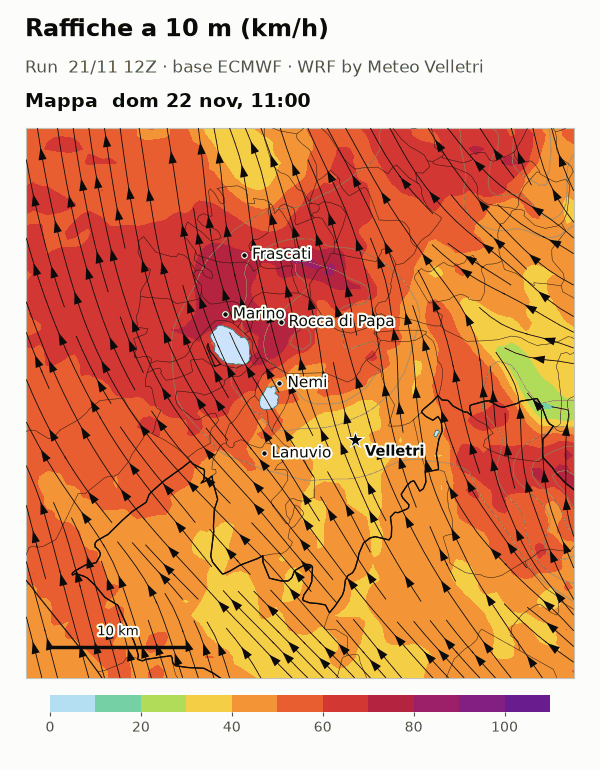 Raffiche a 10 m (km/h)
Run  21/11 12Z · base ECMWF · WRF by Meteo Velletri
Mappa  dom 22 nov, 11:00
Frascati
Marino
Rocca di Papa
Nemi
Lanuvio
Velletri
10 km
0 20 40 60 80 100